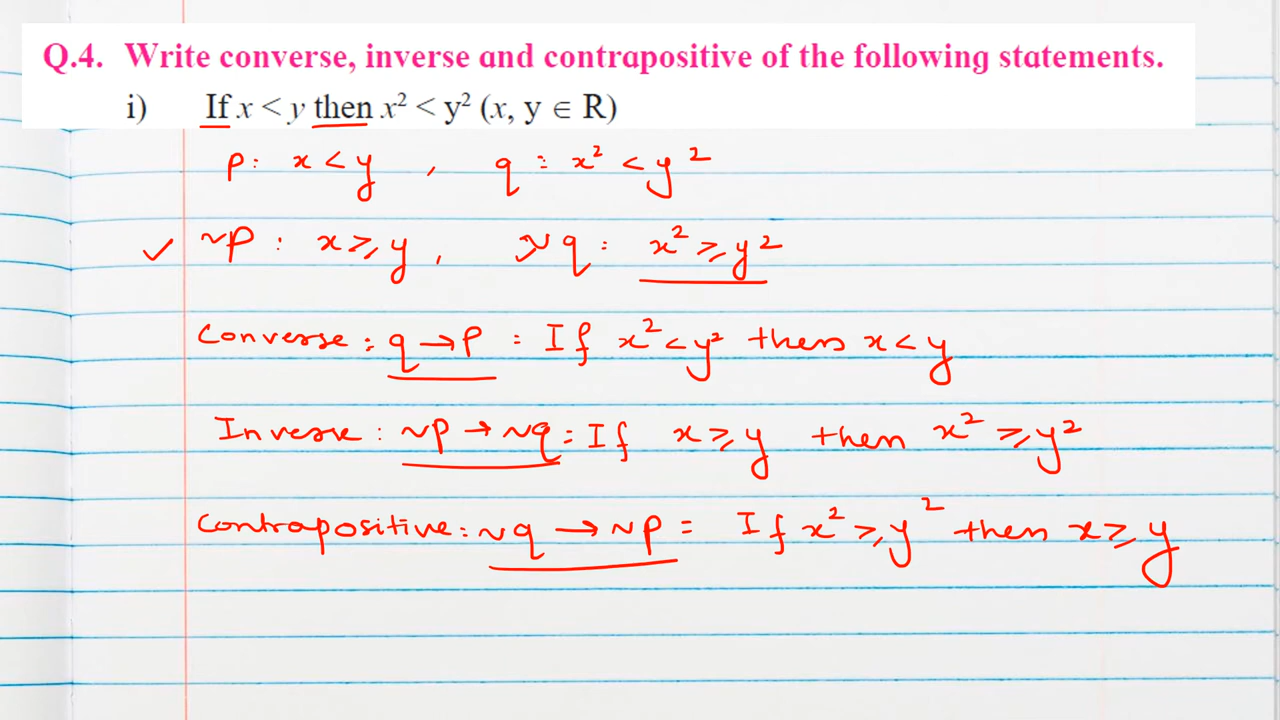 Q.4. Write converse, inverse and contrapositive of the following statements.
i) If x < y then x² < y² (x, y ∈ R)
p: x < y , q : x² < y²
✓ ~p : x ≥ y , ~q : x² ≥ y²
Converse : q → p = If x² < y² then x < y
Inverse : ~p → ~q = If x ≥ y then x² ≥ y²
Contrapositive : ~q → ~p = If x² ≥ y² then x ≥ y